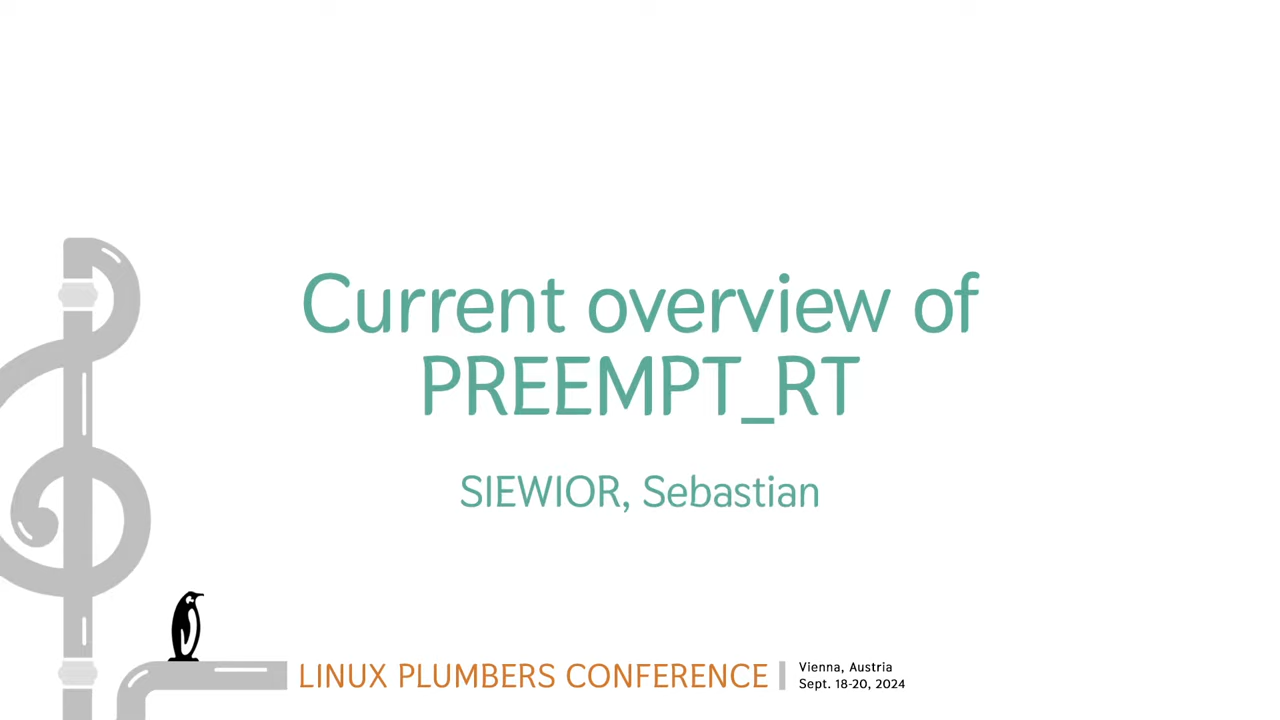 Current overview of
PREEMPT_RT
SIEWIOR, Sebastian
LINUX PLUMBERS CONFERENCE
Vienna, Austria
Sept. 18-20, 2024